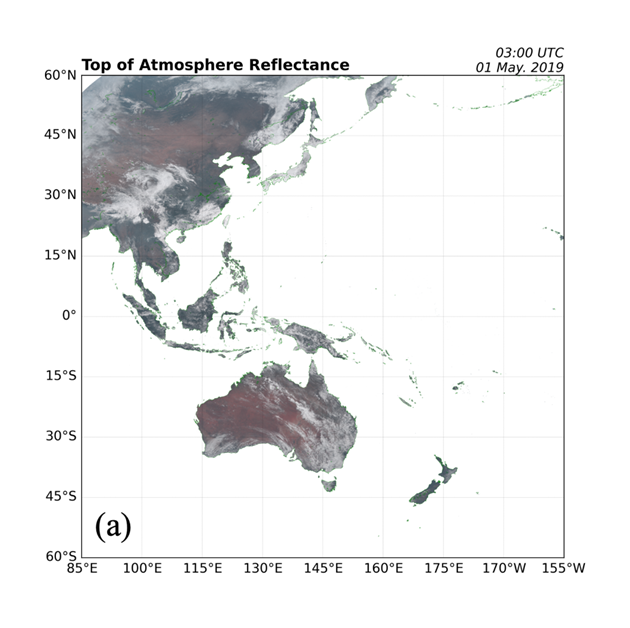 03:00 UTC
Top of Atmosphere Reflectance
01 May. 2019
60°N
45°N
30°N
15°N
0°
15°S
30°S
45°S
60°S
(a)
85°E 100°E 115°E 130°E 145°E 160°E 175°E 170°W 155°W